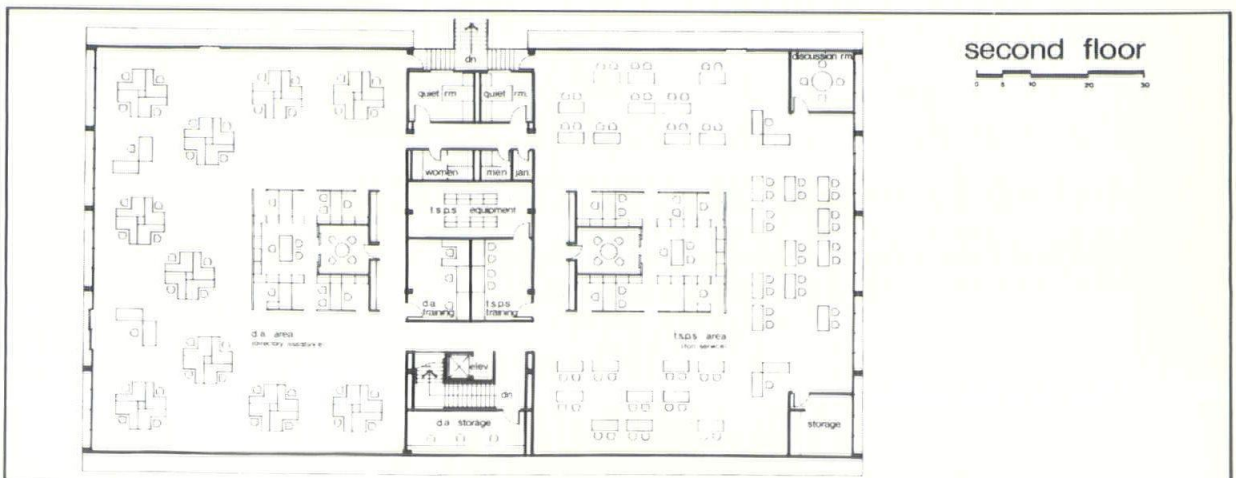 second floor
0 5 10 20 30
dn
discussion rm.
quiet rm quiet rm.
women men jan.
t.s.p.s equipment
d.a. training
t.s.p.s training
d.a. area
t.s.p.s area
elev
dn
d.a. storage
storage